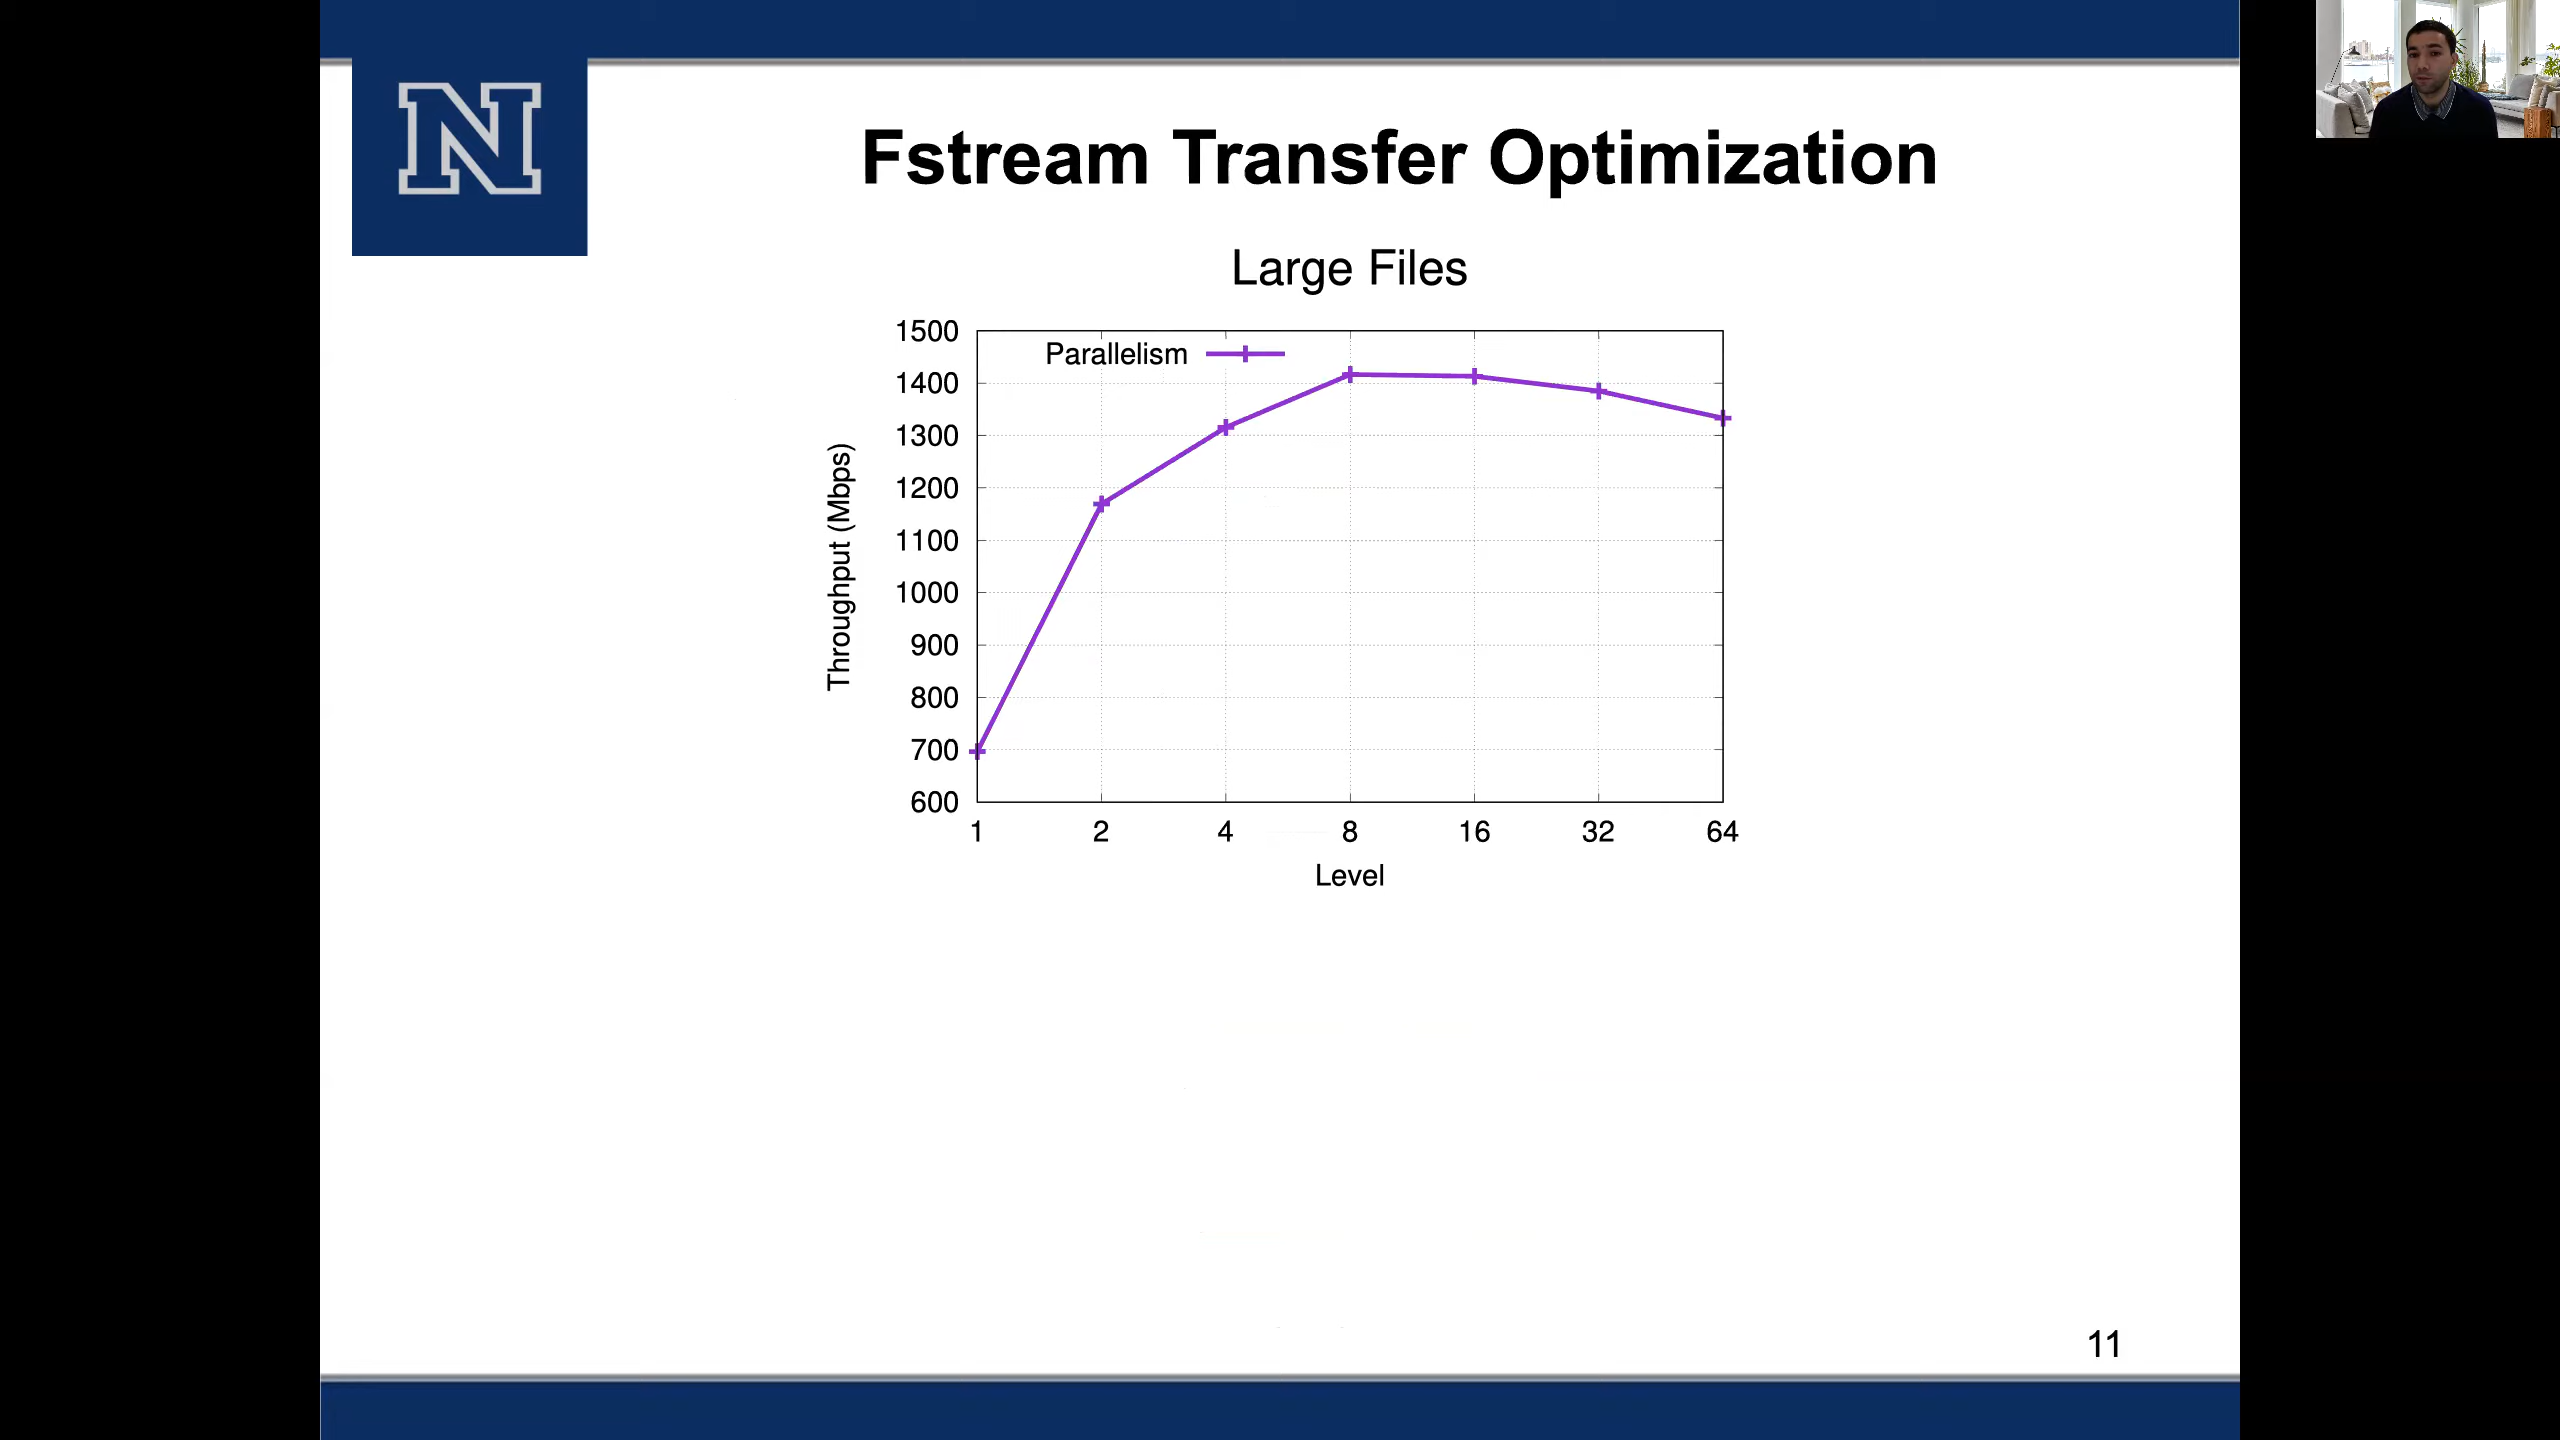 N
Fstream Transfer Optimization
Large Files
1500
1400
1300
1200
1100
1000
900
800
700
600
Throughput (Mbps)
Parallelism
1 2 4 8 16 32 64
Level
11